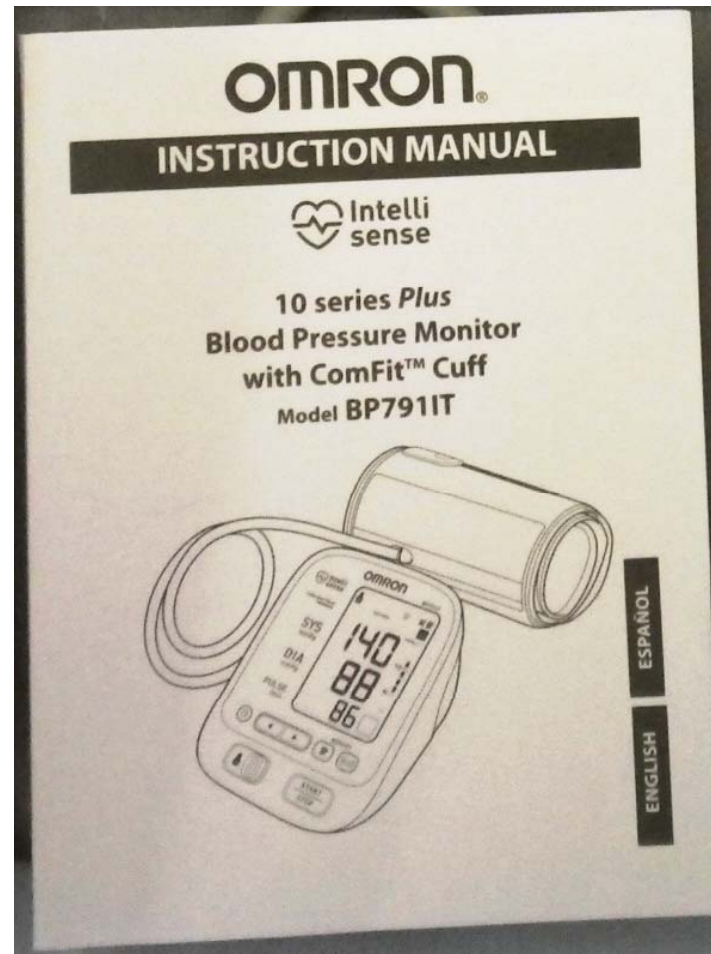 OMRON®
INSTRUCTION MANUAL
Intelli
sense
10 series Plus
Blood Pressure Monitor
with ComFit™ Cuff
Model BP791IT
OMRON
SYS
DIA
PULSE
140
88
86
START
STOP
ESPAÑOL
ENGLISH